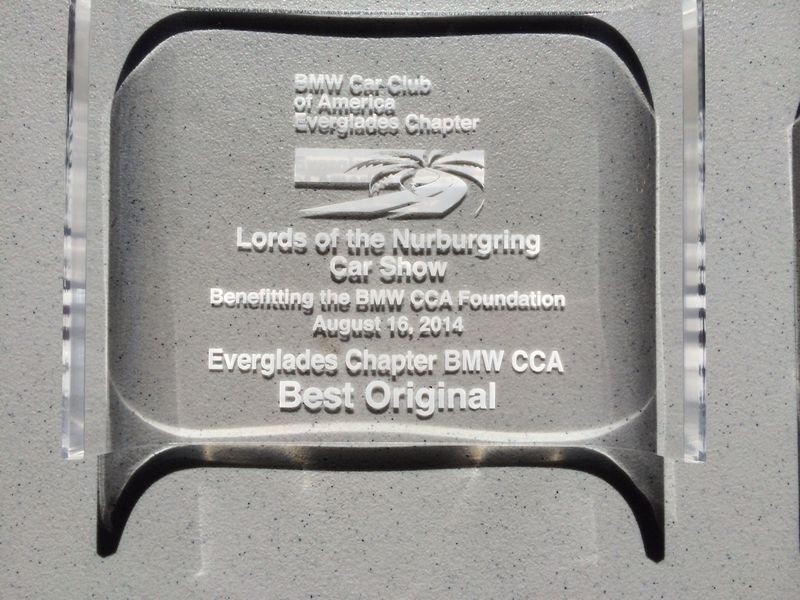 BMW Car Club
of America
Everglades Chapter
Lords of the Nurburgring
Car Show
Benefitting the BMW CCA Foundation
August 16, 2014
Everglades Chapter BMW CCA
Best Original